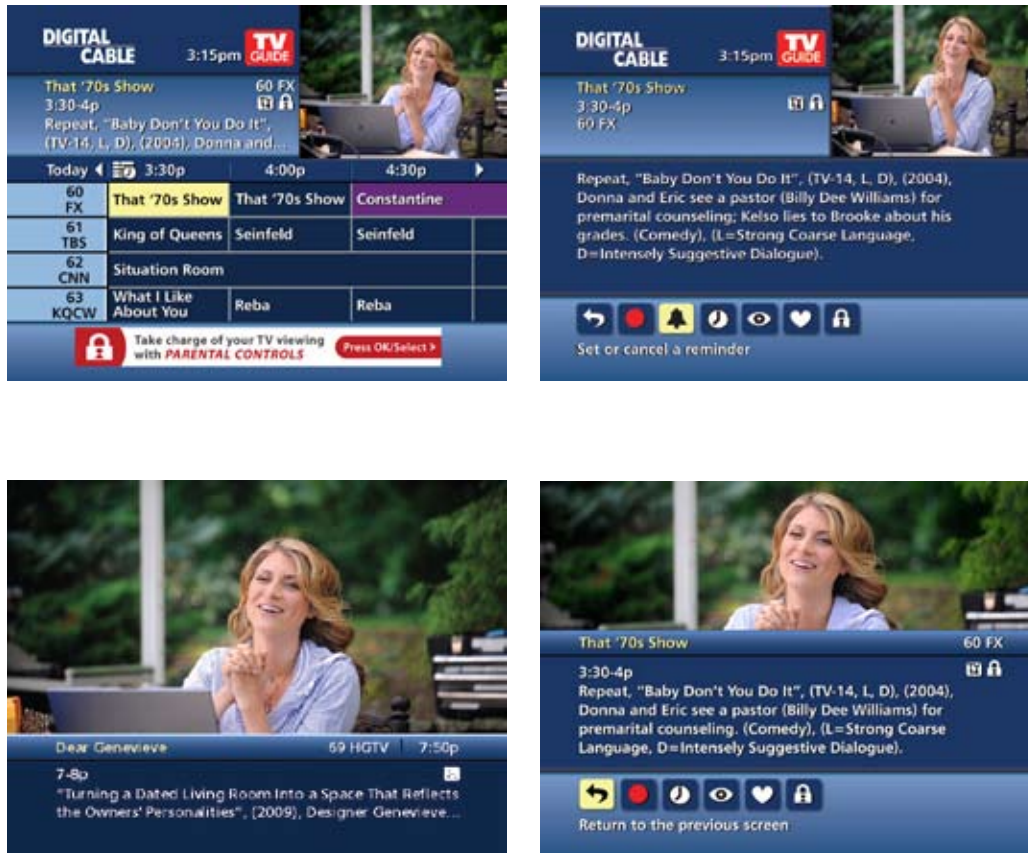 DIGITAL
CABLE
3:15pm
TV
GUIDE
That '70s Show 60 FX
3:30-4p
Repeat, "Baby Don't You Do It",
(TV-14, L, D), (2004), Donna and...
Today 3:30p 4:00p 4:30p
60 FX That '70s Show That '70s Show Constantine
61 TBS King of Queens Seinfeld Seinfeld
62 CNN Situation Room
63 KQCW What I Like About You Reba Reba
Take charge of your TV viewing
with PARENTAL CONTROLS
Press OK/Select >
DIGITAL
CABLE
3:15pm
TV
GUIDE
That '70s Show
3:30-4p
60 FX
Repeat, "Baby Don't You Do It", (TV-14, L, D), (2004),
Donna and Eric see a pastor (Billy Dee Williams) for
premarital counseling; Kelso lies to Brooke about his
grades. (Comedy), (L=Strong Coarse Language,
D=Intensely Suggestive Dialogue).
Set or cancel a reminder
Dear Genevieve 69 HGTV 7:50p
7-8p
"Turning a Dated Living Room Into a Space That Reflects
the Owners' Personalities", (2009), Designer Genevieve...
That '70s Show 60 FX
3:30-4p
Repeat, "Baby Don't You Do It", (TV-14, L, D), (2004),
Donna and Eric see a pastor (Billy Dee Williams) for
premarital counseling. (Comedy), (L=Strong Coarse
Language, D=Intensely Suggestive Dialogue).
Return to the previous screen